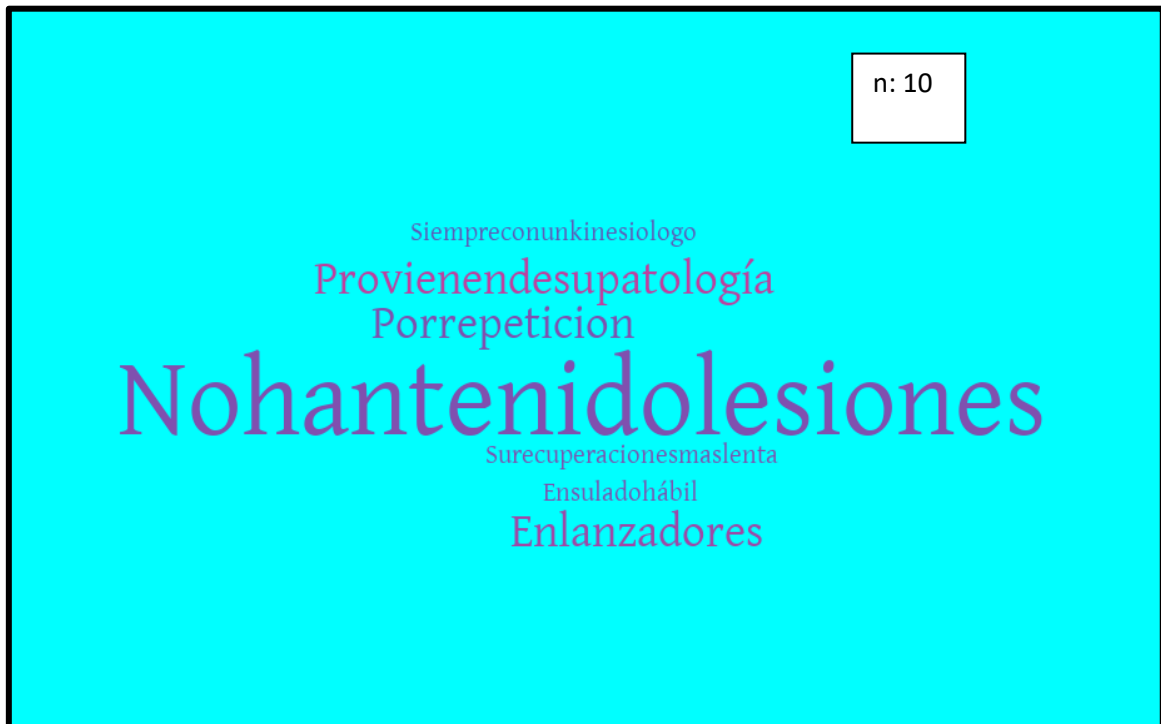 n: 10
Siempreconunkinesiologo
Provienendesupatología
Porrepeticion
Nohantenidolesiones
Surecuperacionesmaslenta
Ensuladohábil
Enlanzadores